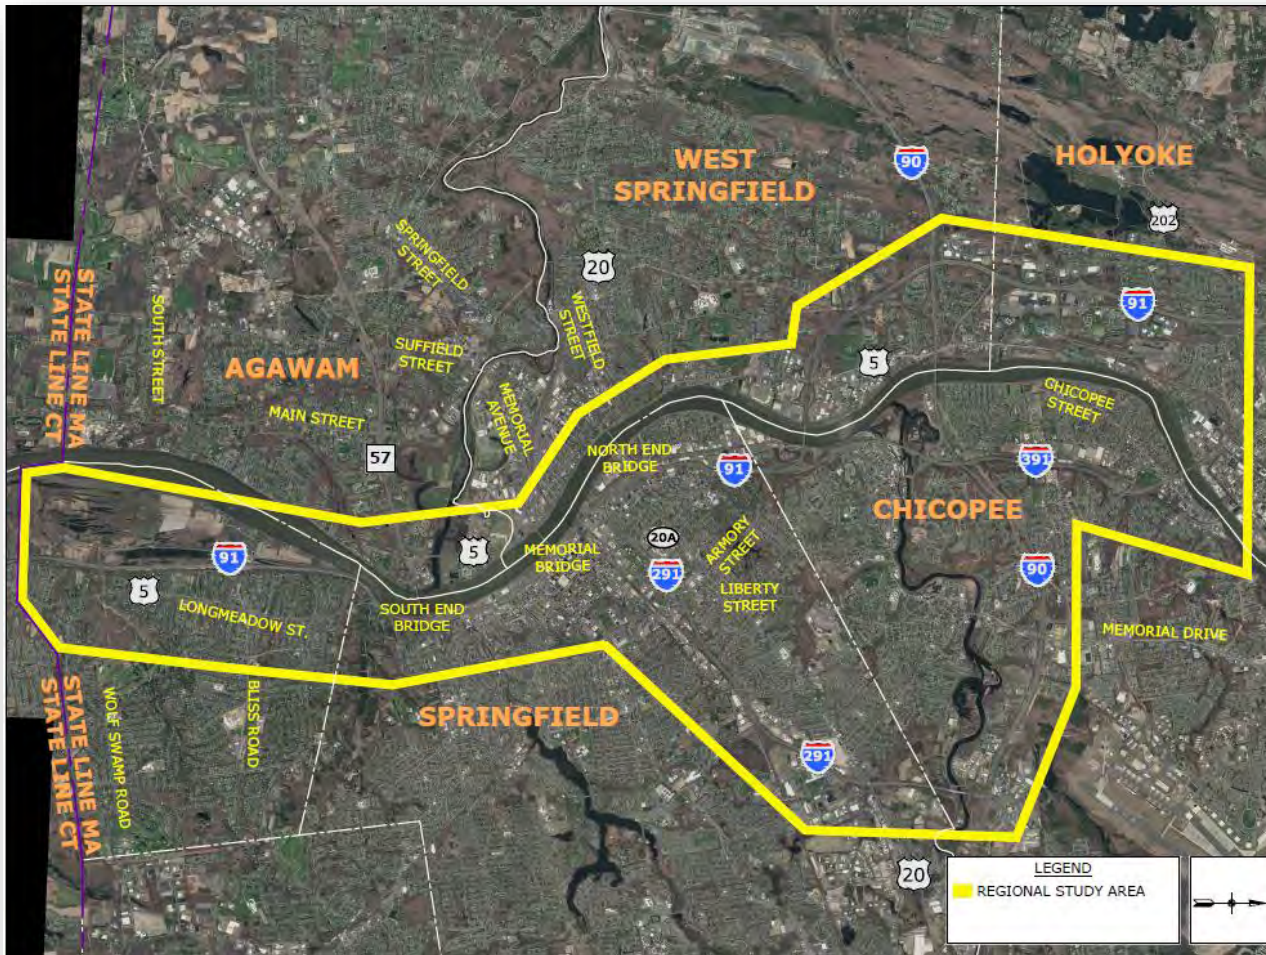 WEST
SPRINGFIELD
90
HOLYOKE
202
SPRINGFIELD
STREET
20
STATE LINE MA
STATE LINE CT
SOUTH STREET
WESTFIELD
STREET
91
SUFFIELD
STREET
5
AGAWAM
MEMORIAL
AVENUE
CHICOPEE
STREET
MAIN STREET
57
NORTH END
BRIDGE
91
391
CHICOPEE
20A
ARMORY
STREET
5
MEMORIAL
BRIDGE
91
291
90
5
LIBERTY
STREET
LONGMEADOW ST.
SOUTH END
BRIDGE
MEMORIAL DRIVE
STATE LINE MA
STATE LINE CT
WOLF SWAMP ROAD
BLISS ROAD
SPRINGFIELD
291
20
LEGEND
REGIONAL STUDY AREA